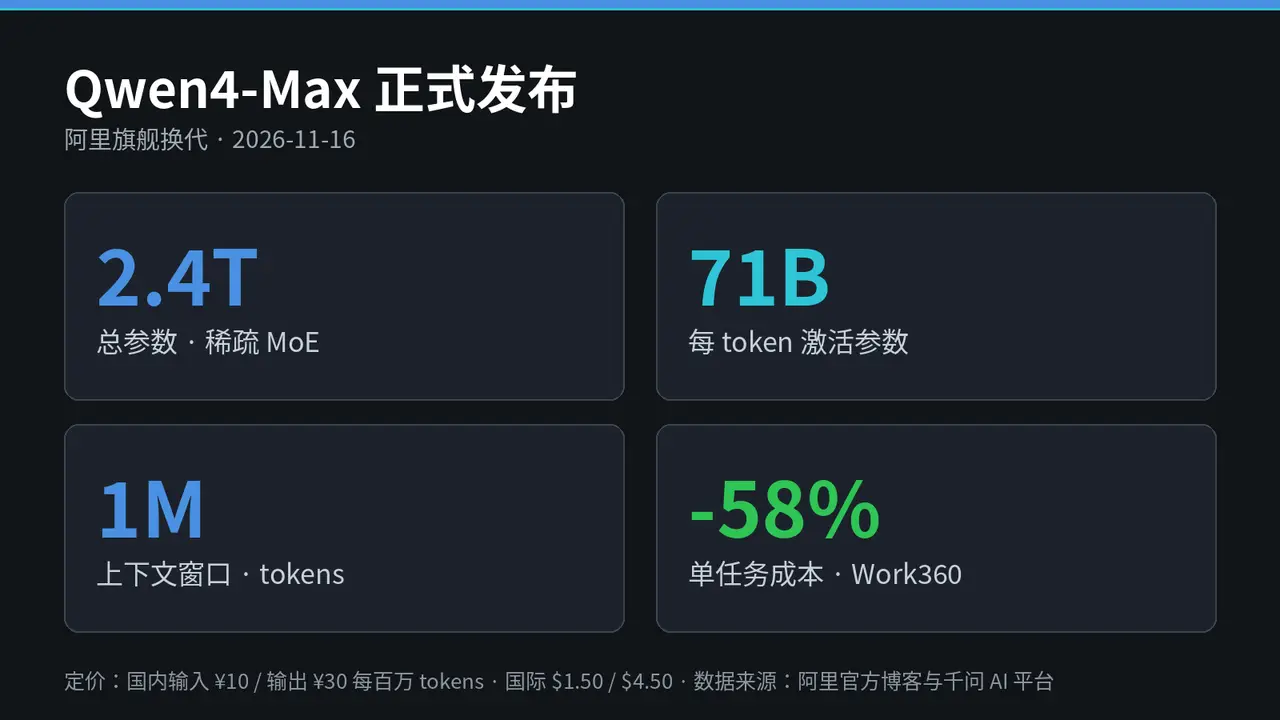 Qwen4-Max 正式发布
阿里旗舰换代 · 2026-11-16
2.4T
总参数 · 稀疏 MoE
71B
每 token 激活参数
1M
上下文窗口 · tokens
-58%
单任务成本 · Work360
定价：国内输入 ¥10 / 输出 ¥30 每百万 tokens · 国际 $1.50 / $4.50 · 数据来源：阿里官方博客与千问 AI 平台